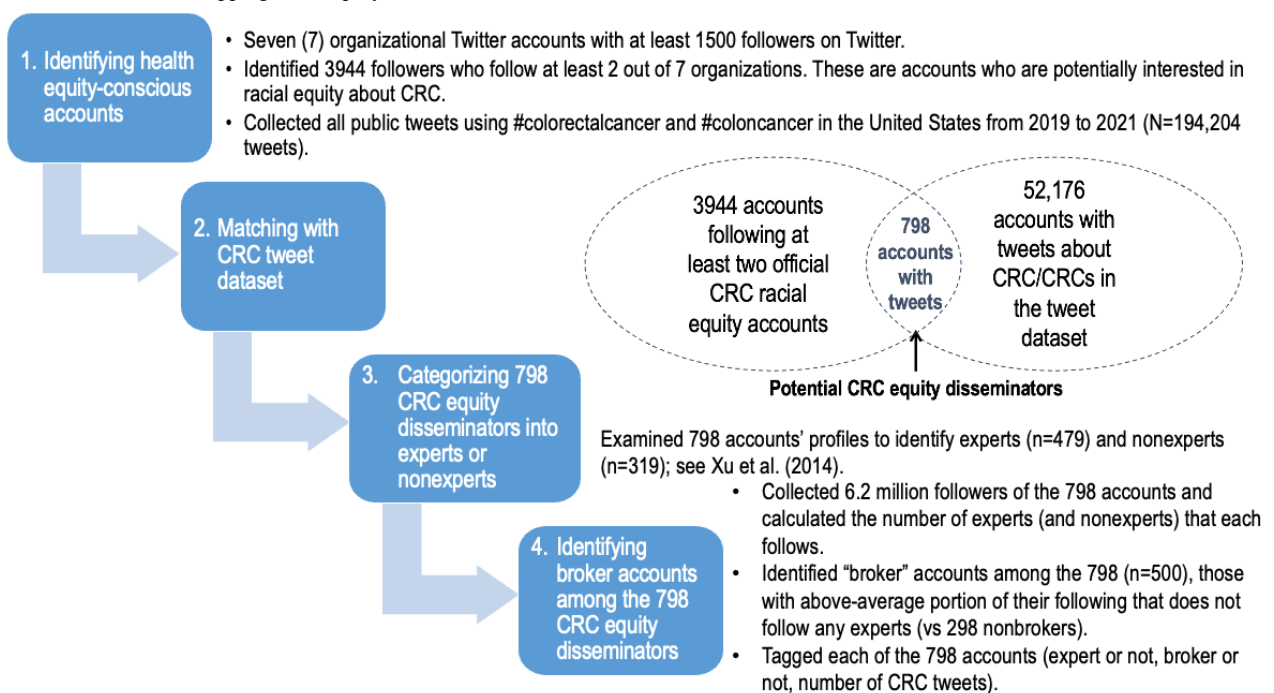 1. Identifying health
equity-conscious
accounts
• Seven (7) organizational Twitter accounts with at least 1500 followers on Twitter.
• Identified 3944 followers who follow at least 2 out of 7 organizations. These are accounts who are potentially interested in
racial equity about CRC.
• Collected all public tweets using #colorectalcancer and #coloncancer in the United States from 2019 to 2021 (N=194,204
tweets).
2. Matching with
CRC tweet
dataset
3944 accounts
following at
least two official
CRC racial
equity accounts
798
accounts
with
tweets
52,176
accounts with
tweets about
CRC/CRCs in
the tweet
dataset
Potential CRC equity disseminators
3. Categorizing 798
CRC equity
disseminators into
experts or
nonexperts
Examined 798 accounts’ profiles to identify experts (n=479) and nonexperts
(n=319); see Xu et al. (2014).
4. Identifying
broker accounts
among the 798
CRC equity
disseminators
• Collected 6.2 million followers of the 798 accounts and
calculated the number of experts (and nonexperts) that each
follows.
• Identified “broker” accounts among the 798 (n=500), those
with above-average portion of their following that does not
follow any experts (vs 298 nonbrokers).
• Tagged each of the 798 accounts (expert or not, broker or
not, number of CRC tweets).